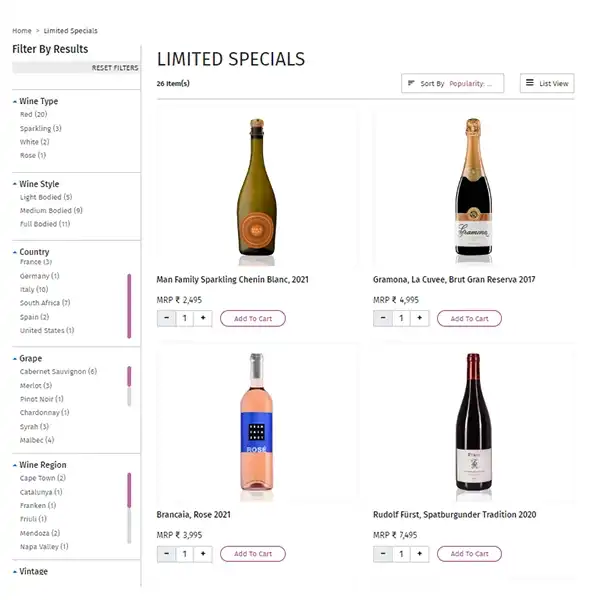 Home > Limited Specials
Filter By Results
RESET FILTERS
Wine Type
Red (20)
Sparkling (3)
White (2)
Rose (1)
Wine Style
Light Bodied (5)
Medium Bodied (9)
Full Bodied (11)
Country
France (3)
Germany (1)
Italy (10)
South Africa (7)
Spain (2)
United States (1)
Grape
Cabernet Sauvignon (6)
Merlot (3)
Pinot Noir (1)
Chardonnay (1)
Syrah (3)
Malbec (4)
Wine Region
Cape Town (2)
Catalunya (1)
Franken (1)
Friuli (1)
Mendoza (2)
Napa Valley (1)
Vintage
LIMITED SPECIALS
26 Item(s)
Sort By Popularity: ...
List View
Man Family Sparkling Chenin Blanc, 2021
MRP ₹ 2,495
- 1 + Add To Cart
Gramona
Gramona, La Cuvee, Brut Gran Reserva 2017
MRP ₹ 4,995
- 1 + Add To Cart
ROSÉ
Brancaia, Rose 2021
MRP ₹ 3,995
- 1 + Add To Cart
Rudolf Fürst, Spatburgunder Tradition 2020
MRP ₹ 7,495
- 1 + Add To Cart